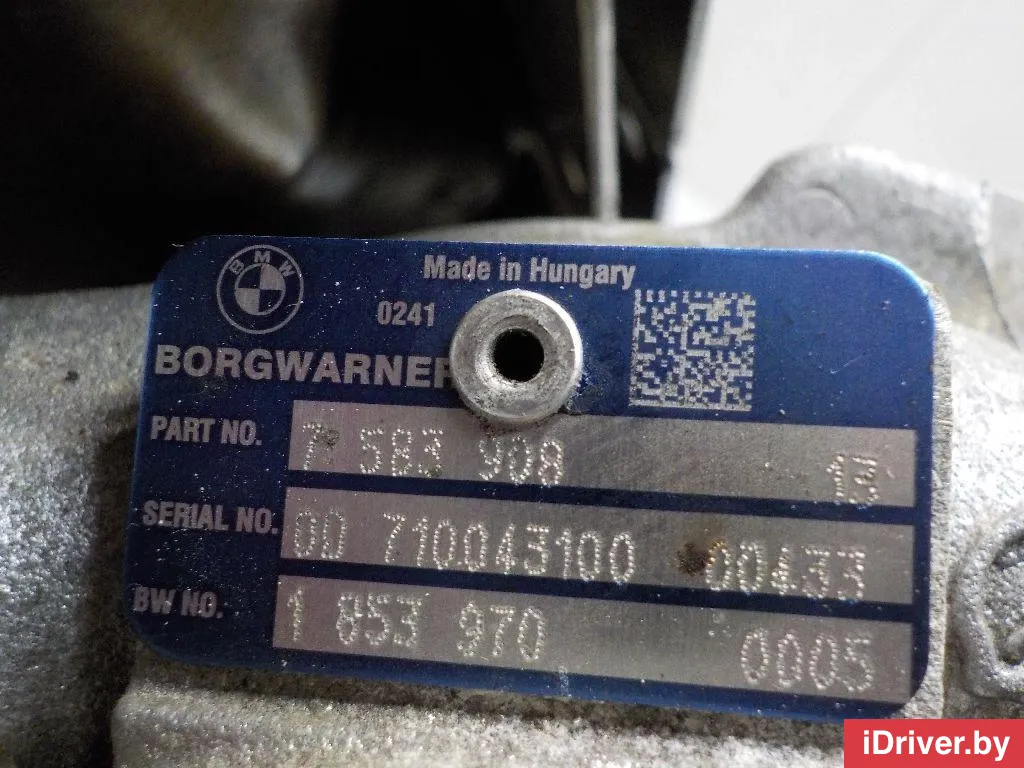 BMW
Made in Hungary
0241
BORGWARNER
PART NO. 7 583 908 13
SERIAL NO. 00 710043100 00433
BW NO. 1 853 970 0005
iDriver.by